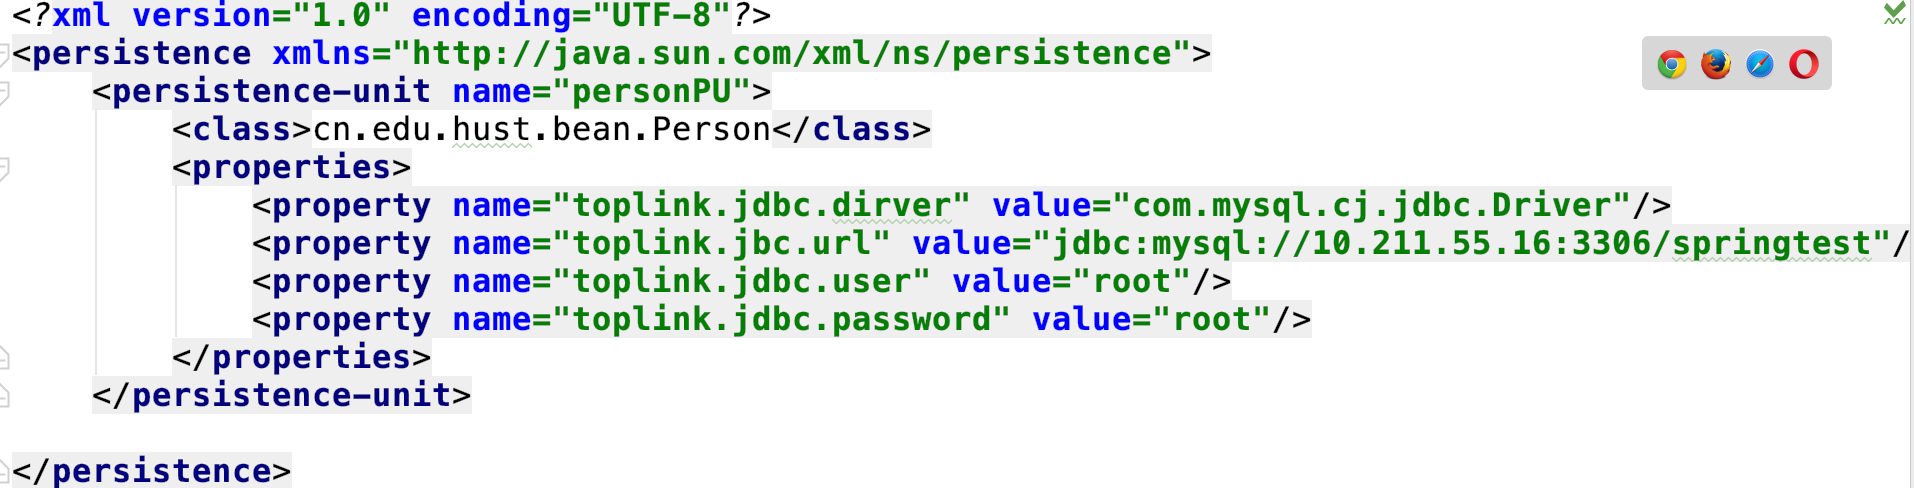 <?xml version="1.0" encoding="UTF-8"?>
<persistence xmlns="http://java.sun.com/xml/ns/persistence">
<persistence-unit name="personPU">
<class>cn.edu.hust.bean.Person</class>
<properties>
<property name="toplink.jdbc.dirver" value="com.mysql.cj.jdbc.Driver"/>
<property name="toplink.jbc.url" value="jdbc:mysql://10.211.55.16:3306/springtest"/
<property name="toplink.jdbc.user" value="root"/>
<property name="toplink.jdbc.password" value="root"/>
</properties>
</persistence-unit>
</persistence>